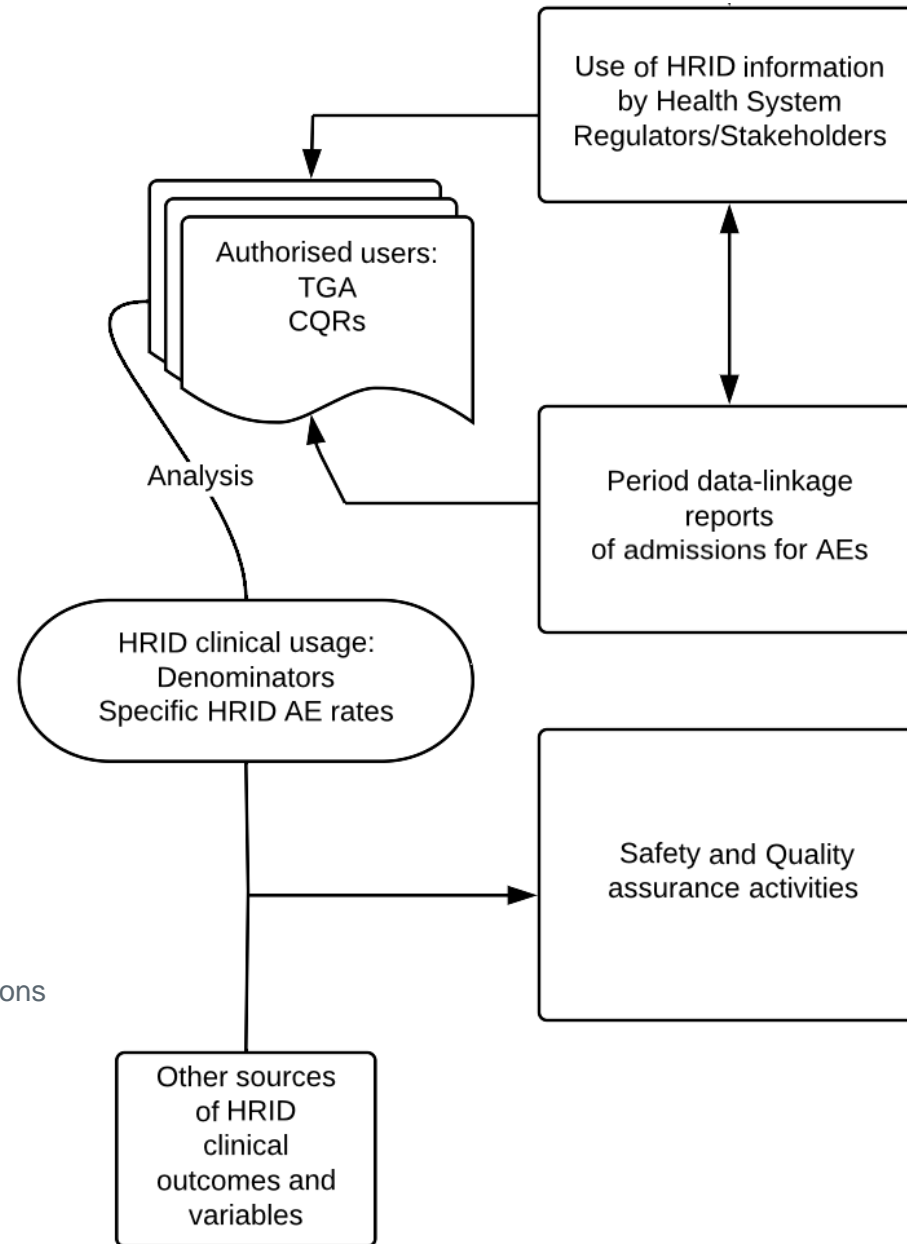 Use of HRID information
by Health System
Regulators/Stakeholders
Authorised users:
TGA
CQRs
Analysis
Period data-linkage
reports
of admissions for AEs
HRID clinical usage:
Denominators
Specific HRID AE rates
Safety and Quality
assurance activities
ons
Other sources
of HRID
clinical
outcomes and
variables